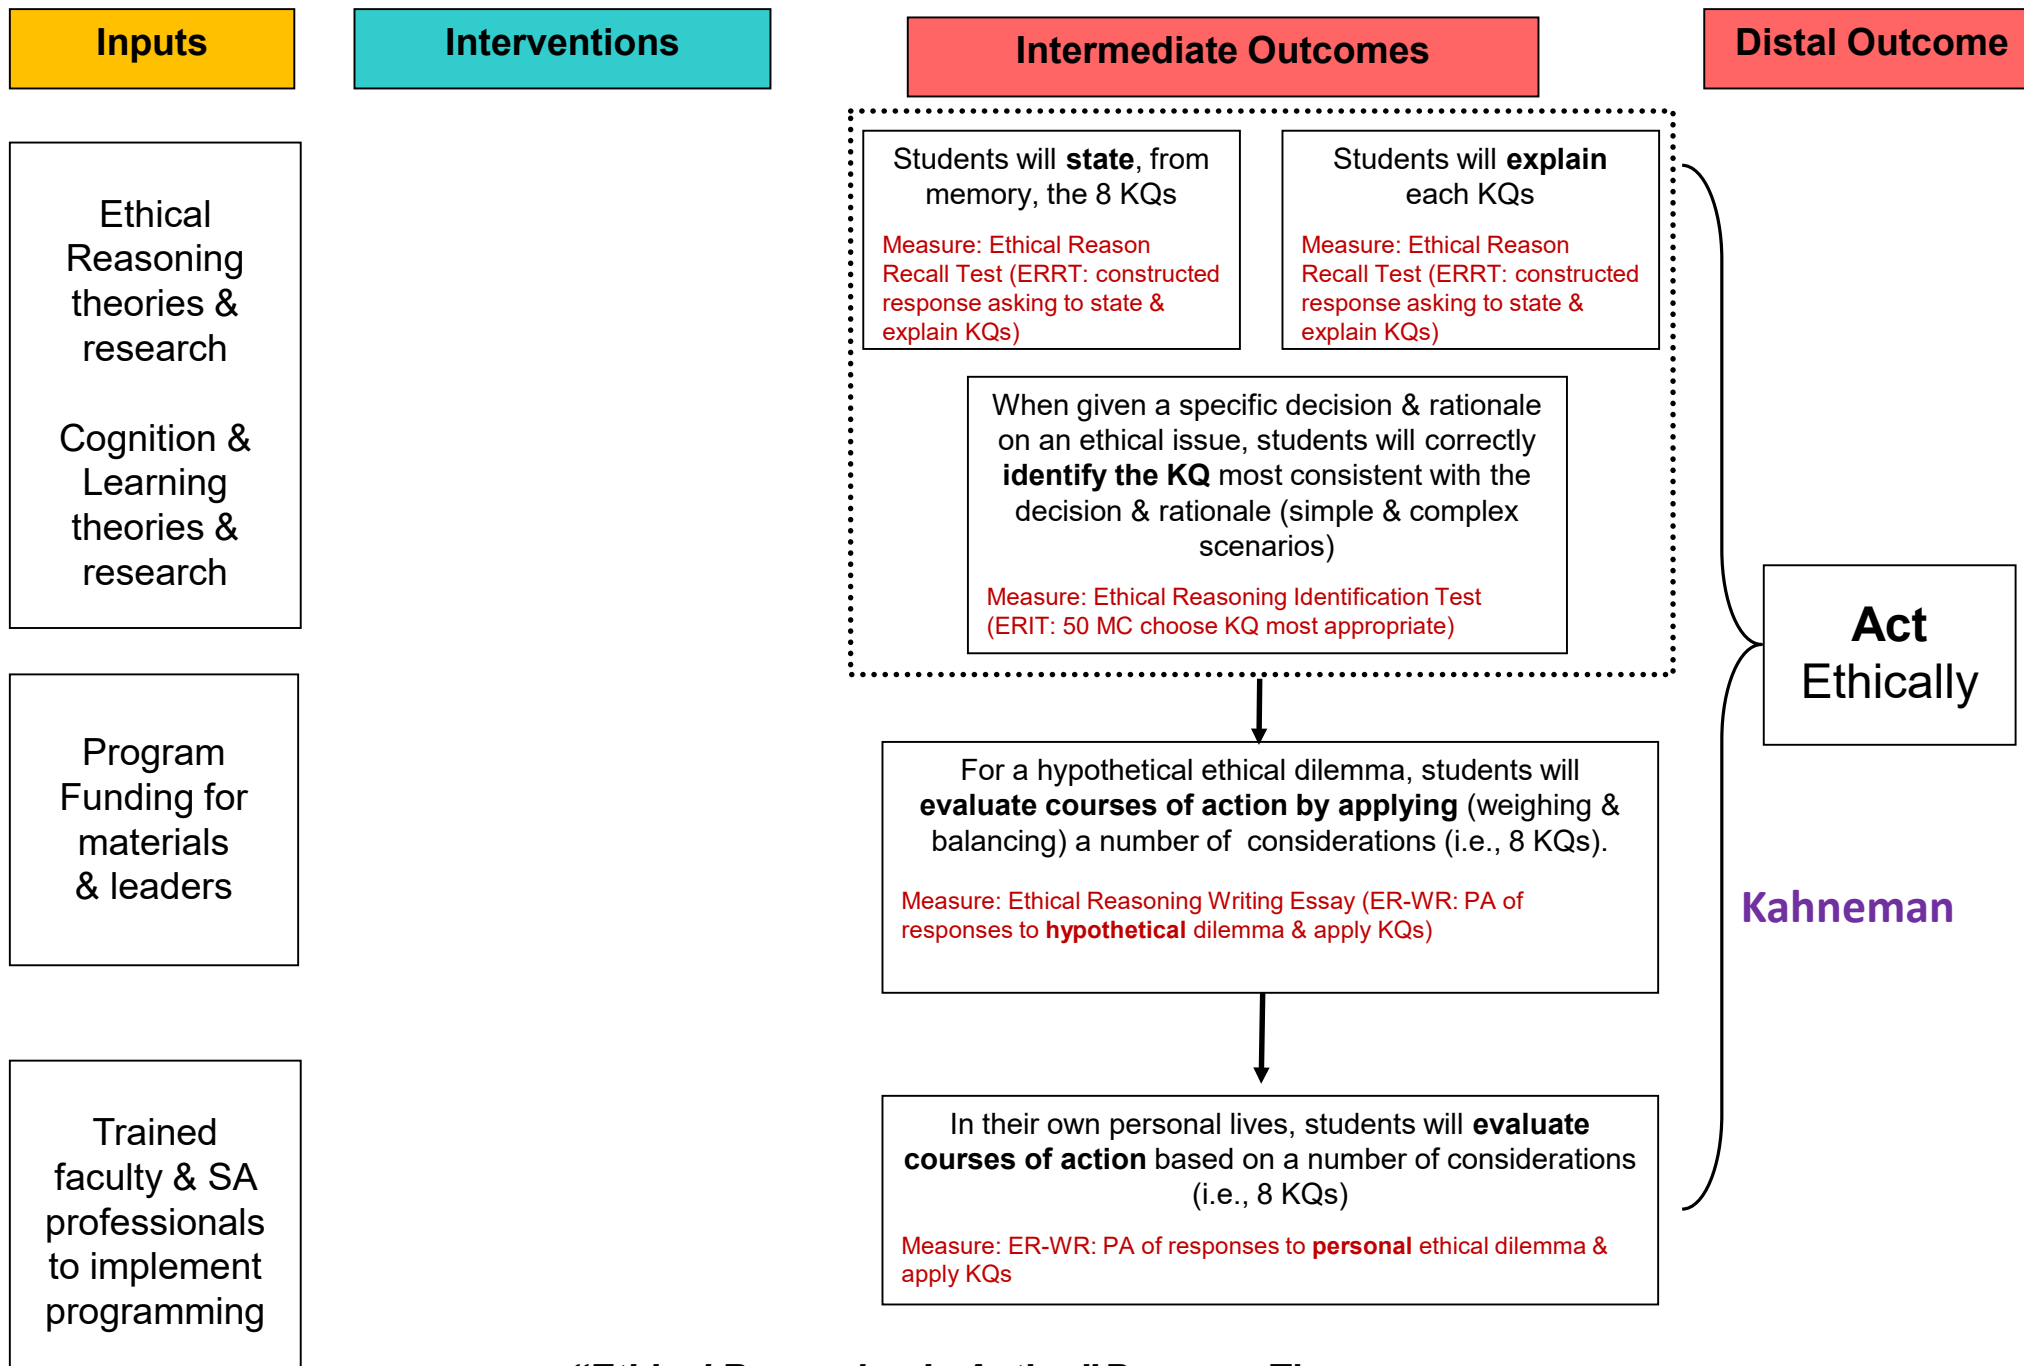 Inputs
Interventions
Intermediate Outcomes
Distal Outcome
Ethical
Reasoning
theories &
research
Cognition &
Learning
theories &
research
Program
Funding for
materials
& leaders
Trained
faculty & SA
professionals
to implement
programming
Students will state, from
memory, the 8 KQs
Measure: Ethical Reason
Recall Test (ERRT: constructed
response asking to state &
explain KQs)
Students will explain
each KQs
Measure: Ethical Reason
Recall Test (ERRT: constructed
response asking to state &
explain KQs)
When given a specific decision & rationale
on an ethical issue, students will correctly
identify the KQ most consistent with the
decision & rationale (simple & complex
scenarios)
Measure: Ethical Reasoning Identification Test
(ERIT: 50 MC choose KQ most appropriate)
For a hypothetical ethical dilemma, students will
evaluate courses of action by applying (weighing &
balancing) a number of considerations (i.e., 8 KQs).
Measure: Ethical Reasoning Writing Essay (ER-WR: PA of
responses to hypothetical dilemma & apply KQs)
In their own personal lives, students will evaluate
courses of action based on a number of considerations
(i.e., 8 KQs)
Measure: ER-WR: PA of responses to personal ethical dilemma &
apply KQs
Act
Ethically
Kahneman